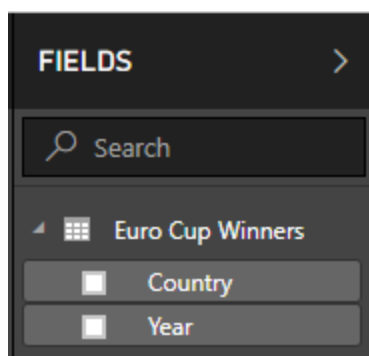 FIELDS
Search
Euro Cup Winners
Country
Year